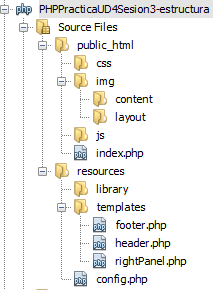 PHPPracticaUD4Sesion3-estructura
Source Files
public_html
css
img
content
layout
js
index.php
resources
library
templates
footer.php
header.php
rightPanel.php
config.php